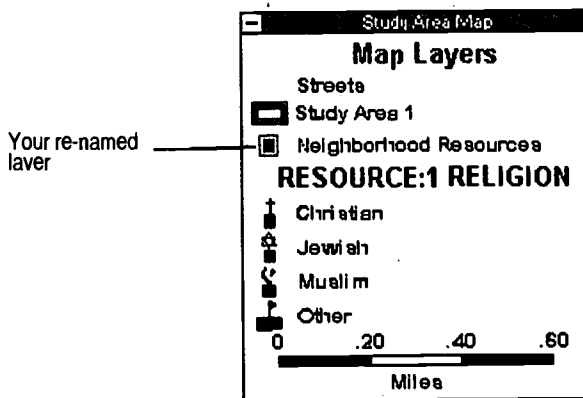 Study Area Map
Map Layers
Streets
Study Area 1
Your re-named
laver
Neighborhood Resources
RESOURCE:1 RELIGION
Christian
Jewish
Muslim
Other
0 .20 .40 .60
Miles